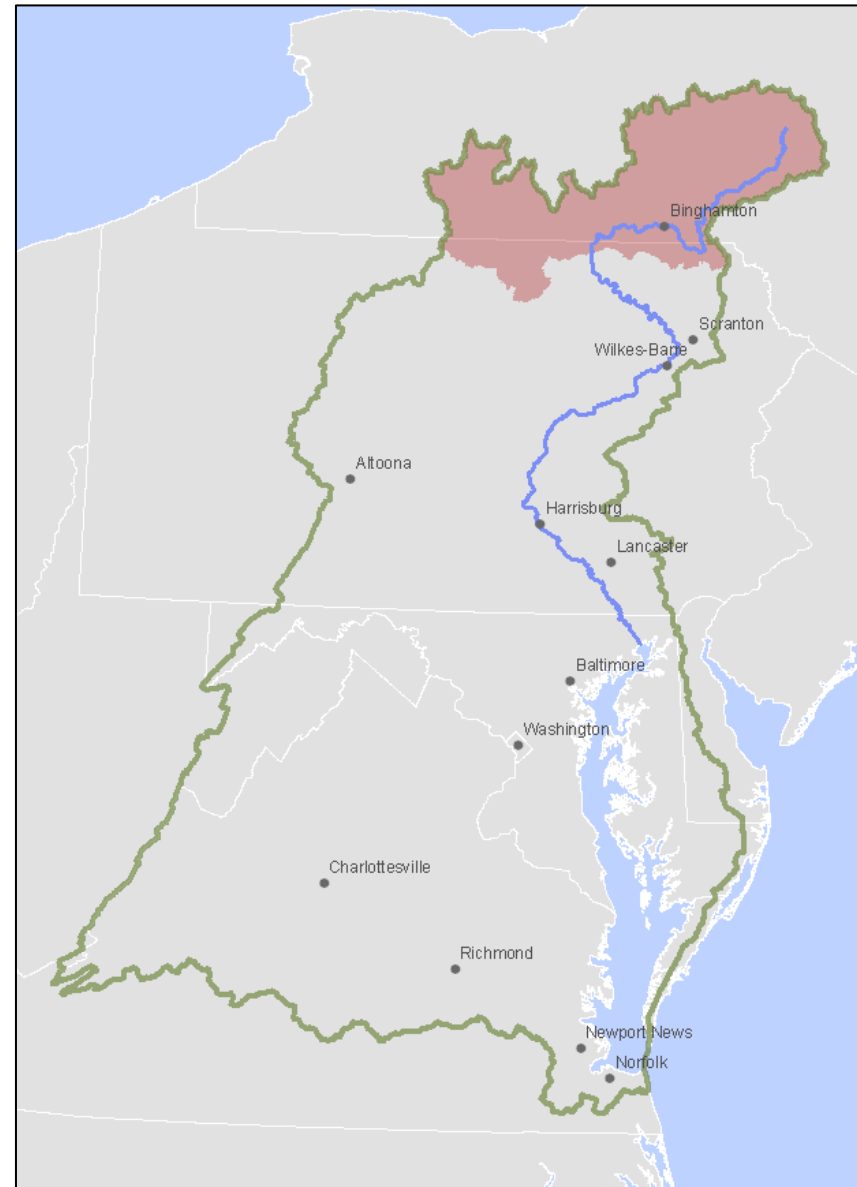 Binghamton
Scranton
Wilkes-Barre
Altoona
Harrisburg
Lancaster
Baltimore
Washington
Charlottesville
Richmond
Newport News
Norfolk